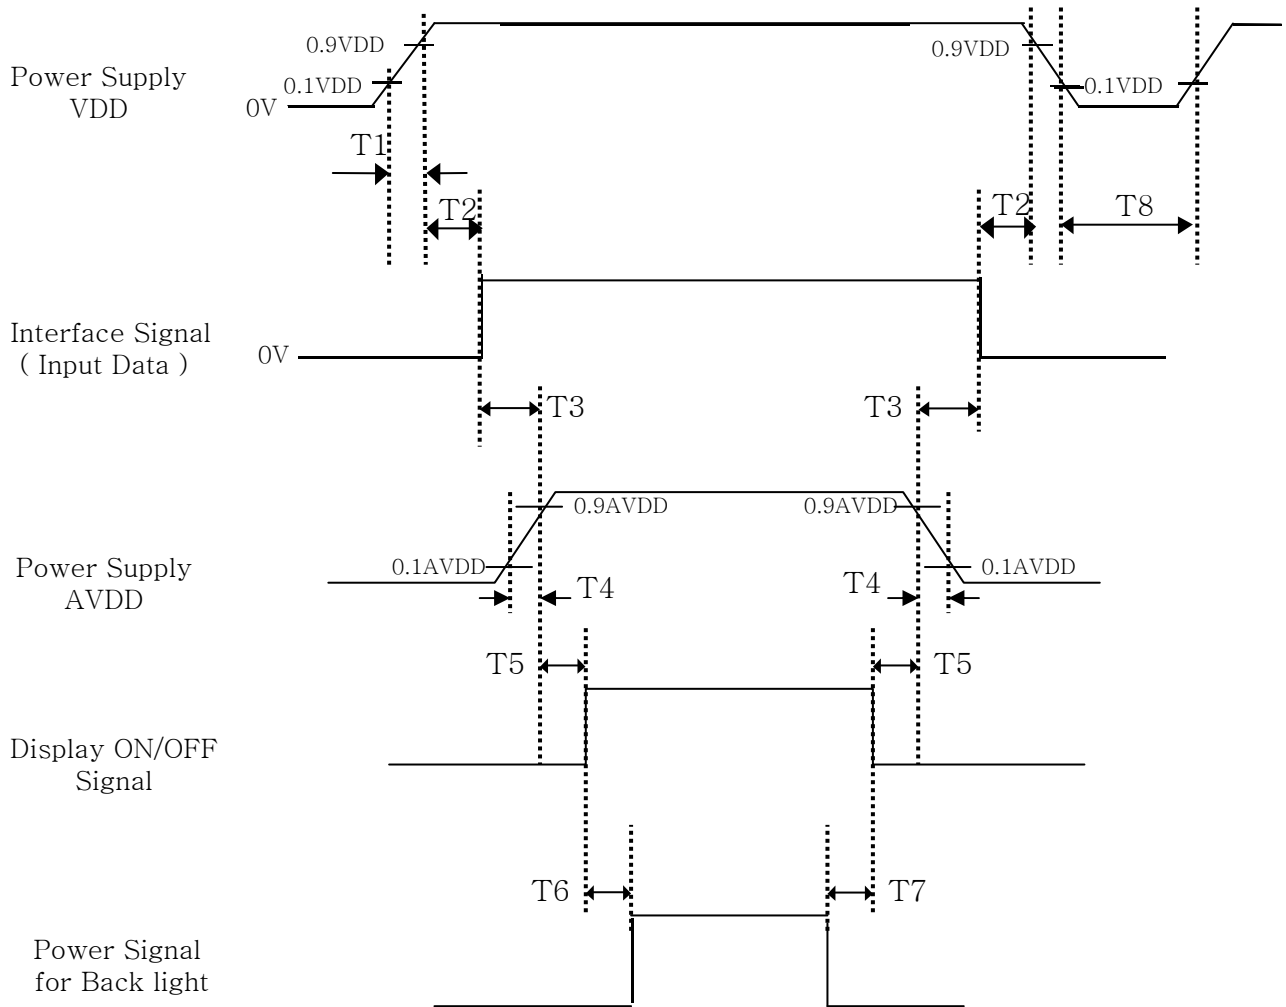 0.9VDD
0.9VDD
Power Supply
VDD
0.1VDD
0.1VDD
0V
T1
T2
T2
T8
Interface Signal
( Input Data )
0V
T3
T3
0.9AVDD
0.9AVDD
Power Supply
AVDD
0.1AVDD
0.1AVDD
T4
T4
T5
T5
Display ON/OFF
Signal
T6
T7
Power Signal
for Back light